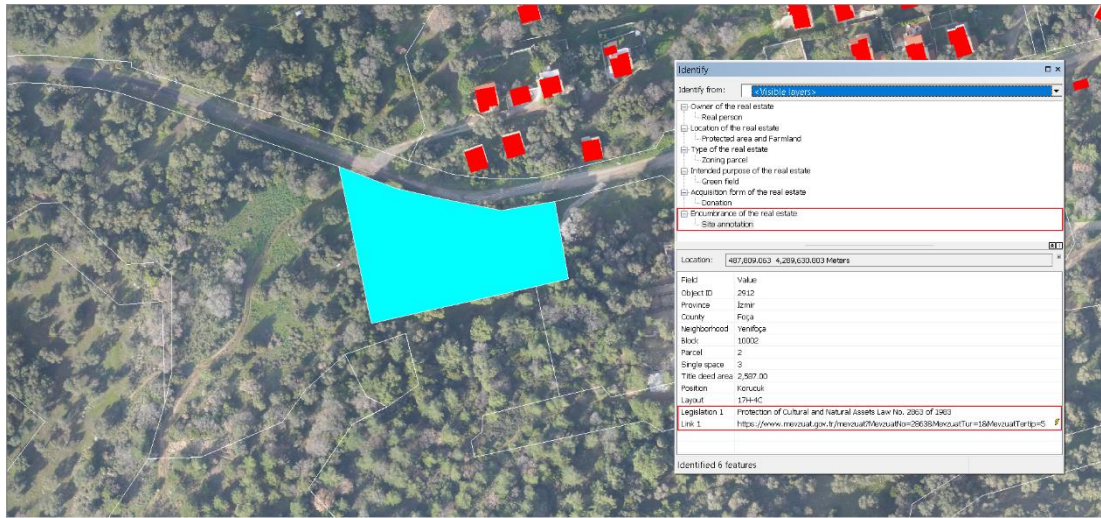 Identify
Identify from: <Visible layers>
Owner of the real estate
Real person
Location of the real estate
Protected area and Farmland
Type of the real estate
Zoning parcel
Intended purpose of the real estate
Green field
Acquisition form of the real estate
Donation
Encumbrance of the real estate
Site annotation
Location: 487,809.063 4,289,630.803 Meters
Field Value
Object ID 2912
Province İzmir
County Foça
Neighborhood Yenifoça
Block 10002
Parcel 2
Single space 3
Title deed area 2,587.00
Position Korucuk
Layout 17H-4C
Legislation 1 Protection of Cultural and Natural Assets Law No. 2863 of 1983
Link 1 https://www.mevzuat.gov.tr/mevzuat?MevzuatNo=2863&MevzuatTur=1&MevzuatTertip=5
Identified 6 features